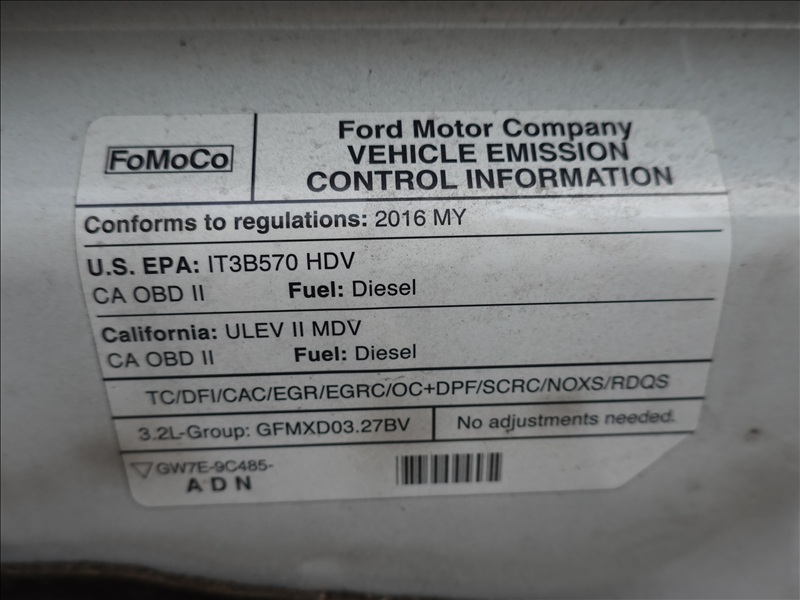 FoMoCo
Ford Motor Company
VEHICLE EMISSION
CONTROL INFORMATION
Conforms to regulations: 2016 MY
U.S. EPA: IT3B570 HDV
CA OBD II Fuel: Diesel
California: ULEV II MDV
CA OBD II Fuel: Diesel
TC/DFI/CAC/EGR/EGRC/OC+DPF/SCRC/NOXS/RDQS
3.2L-Group: GFMXD03.27BV No adjustments needed.
GW7E-9C485-
A D N